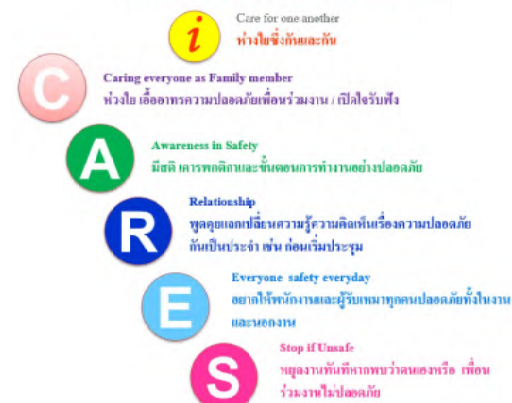 i
Care for one another
ห่วงใยซึ่งกันและกัน
C
Caring everyone as Family member
ห่วงใย เอื้ออาทรความปลอดภัยเพื่อนร่วมงาน / เปิดใจรับฟัง
A
Awareness in Safety
มีสติ เคารพกติกาและขั้นตอนการทำงานอย่างปลอดภัย
R
Relationship
พูดคุยแลกเปลี่ยนความรู้ความคิดเห็นเรื่องความปลอดภัย
กันเป็นประจำ เช่น ก่อนเริ่มประชุม
E
Everyone safety everyday
อยากให้พนักงานและผู้รับเหมาทุกคนปลอดภัยทั้งในงาน
และนอกงาน
S
Stop if Unsafe
หยุดงานทันทีหากพบว่าตนเองหรือ เพื่อน
ร่วมงานไม่ปลอดภัย